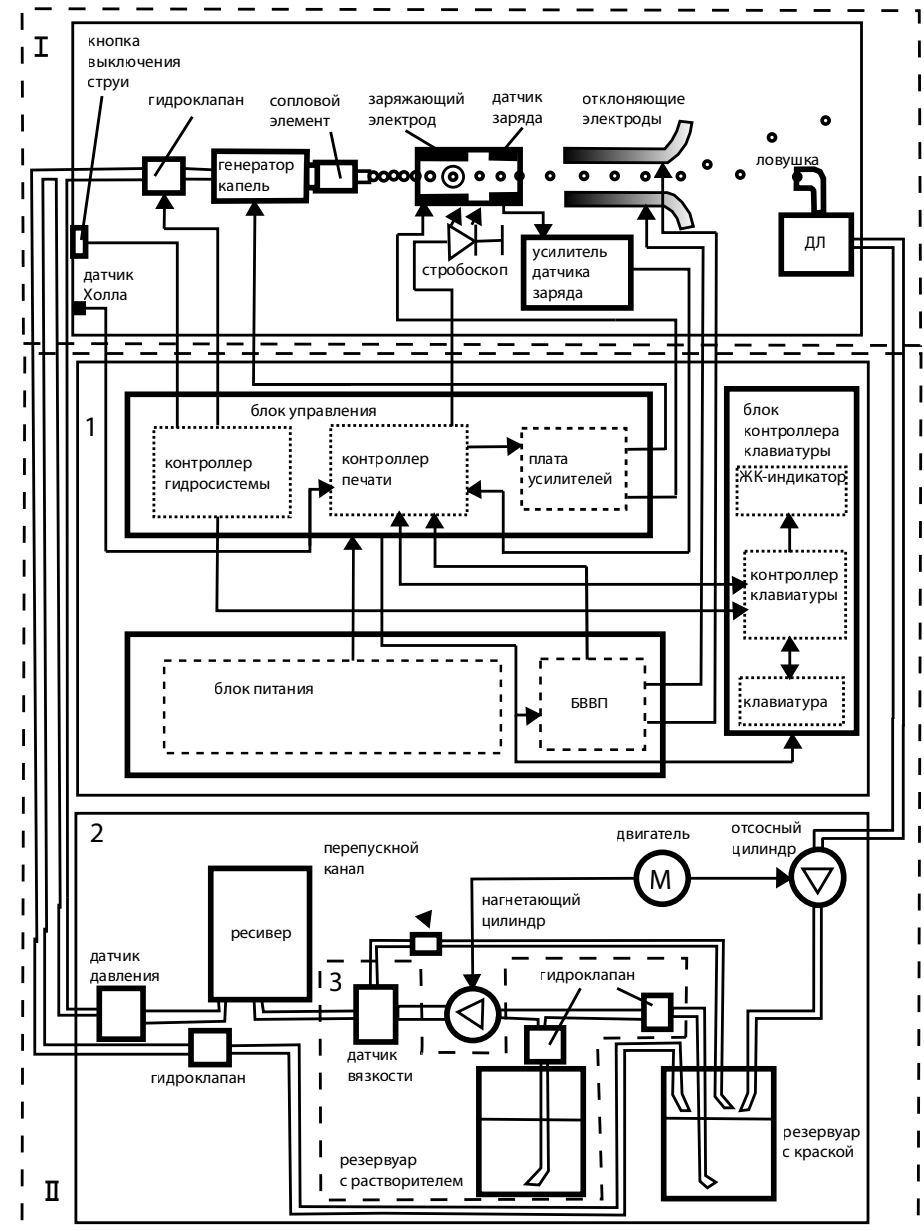 I
кнопка
выключения
струи
гидроклапан
сопловой
элемент
заряжающий
электрод
датчик
заряда
отклоняющие
электроды
генератор
капель
ловушка
ДЛ
датчик
Холла
стробоскоп
усилитель
датчика
заряда
1
блок управления
контроллер
гидросистемы
контроллер
печати
плата
усилителей
блок
контроллера
клавиатуры
ЖК-индикатор
контроллер
клавиатуры
клавиатура
блок питания
БВВП
2
двигатель
М
отсосный
цилиндр
перепускной
канал
ресивер
нагнетающий
цилиндр
датчик
давления
3
гидроклапан
датчик
вязкости
гидроклапан
резервуар
с растворителем
резервуар
с краской
II